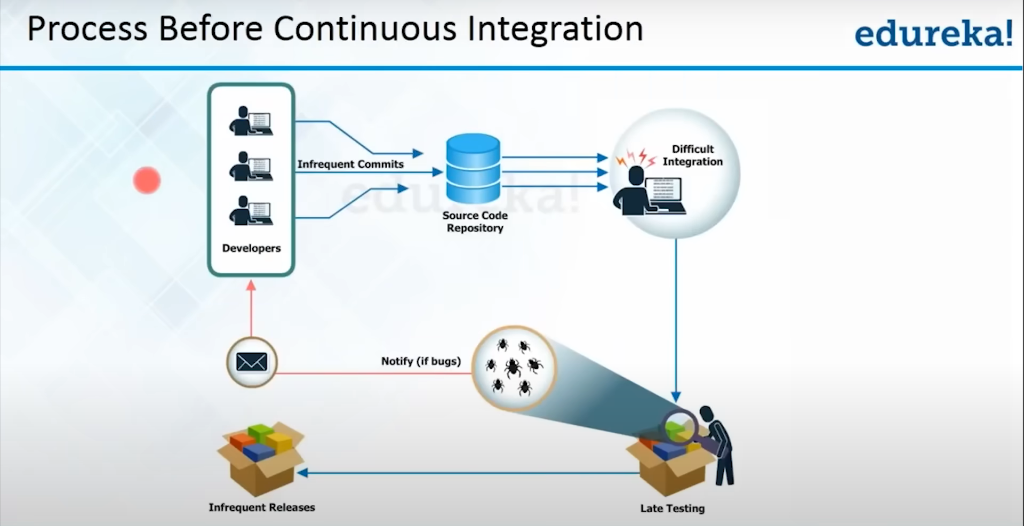 Process Before Continuous Integration
edureka!
Infrequent Commits
Difficult
Integration
edureka!
Source Code
Repository
Developers
Notify (if bugs)
Infrequent Releases
Late Testing